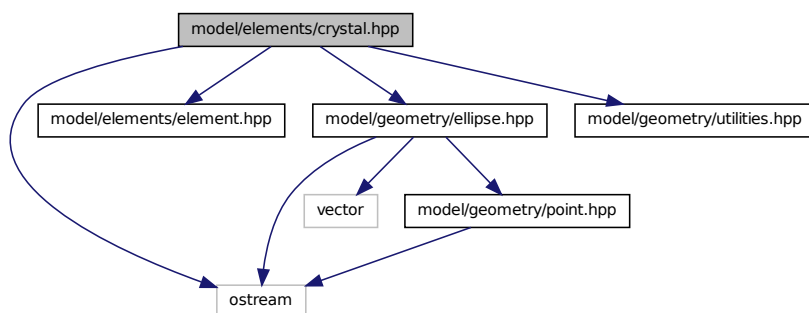 model/elements/crystal.hpp
model/elements/element.hpp
model/geometry/ellipse.hpp
model/geometry/utilities.hpp
vector
model/geometry/point.hpp
ostream